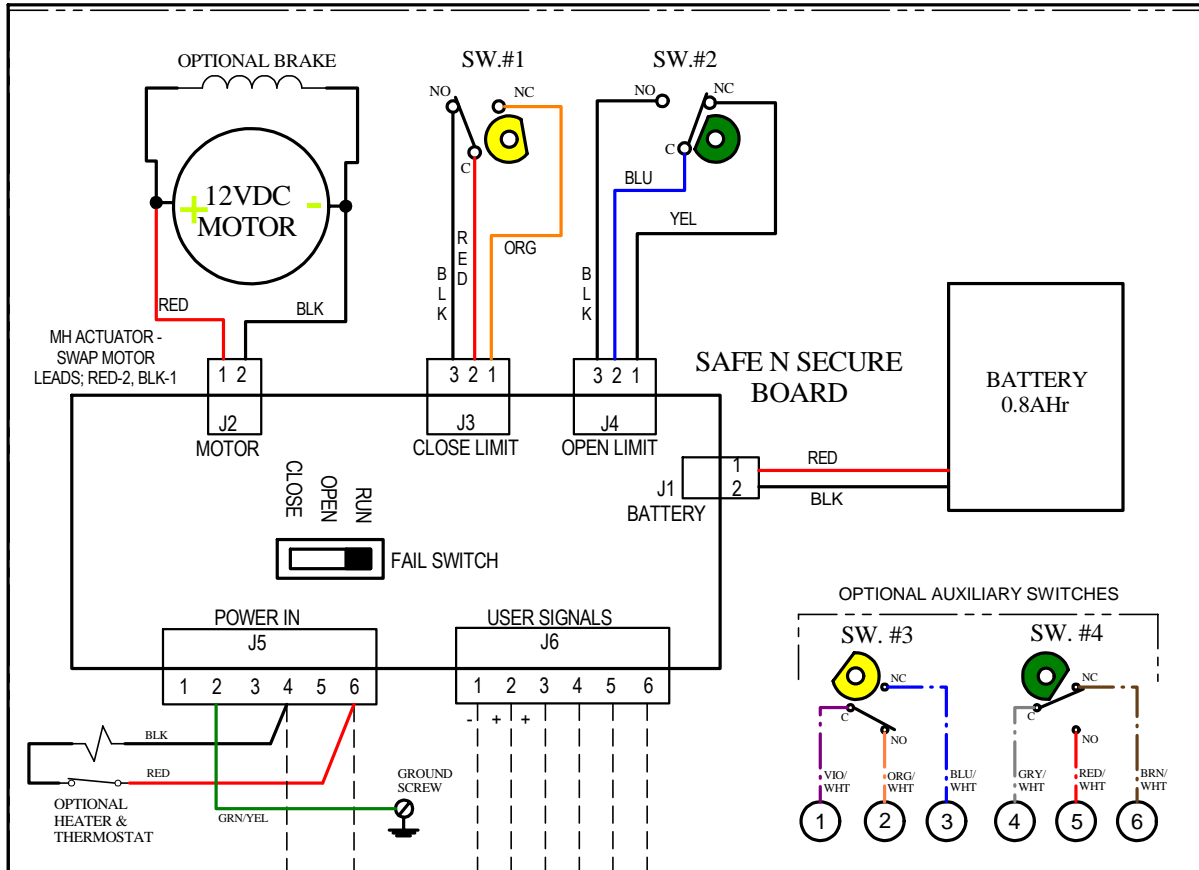 OPTIONAL BRAKE
12VDC
MOTOR
+
-
RED
BLK
MH ACTUATOR -
SWAP MOTOR
LEADS; RED-2, BLK-1
SW.#1
NO
NC
C
BLK
RED
ORG
SW.#2
NO
NC
C
BLU
YEL
BLK
1 2
J2
MOTOR
3 2 1
J3
CLOSE LIMIT
3 2 1
J4
OPEN LIMIT
SAFE N SECURE
BOARD
BATTERY
0.8AHr
1
2
J1
BATTERY
RED
BLK
CLOSE
OPEN
RUN
FAIL SWITCH
POWER IN
J5
1 2 3 4 5 6
USER SIGNALS
J6
1 2 3 4 5 6
- + +
BLK
RED
OPTIONAL
HEATER &
THERMOSTAT
GRN/YEL
GROUND
SCREW
OPTIONAL AUXILIARY SWITCHES
SW. #3
NC
C
NO
VIO/
WHT
ORG/
WHT
BLU/
WHT
1 2 3
SW. #4
NC
C
NO
GRY/
WHT
RED/
WHT
BRN/
WHT
4 5 6